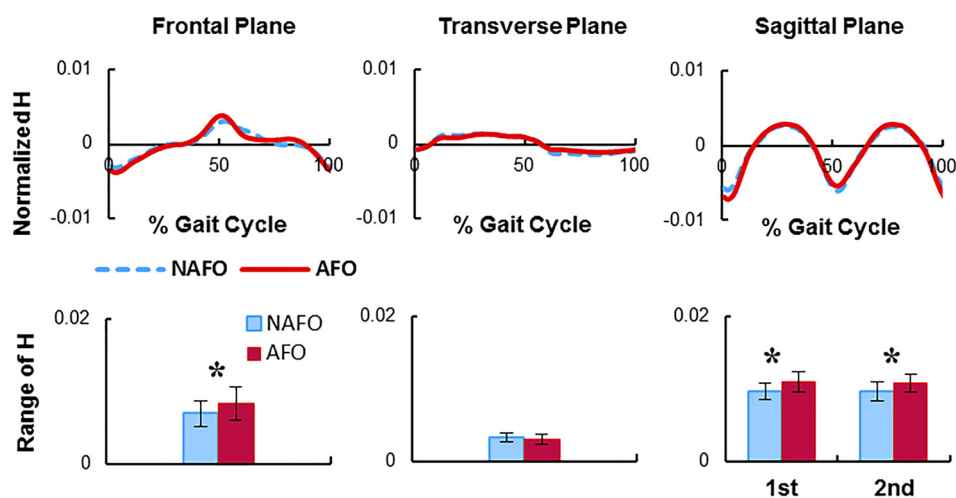 Frontal Plane Transverse Plane Sagittal Plane
0.01 0.01 0.01
Normalized H
0 0 0
0 50 100 0 50 100 0 50 100
-0.01 -0.01 -0.01
% Gait Cycle % Gait Cycle % Gait Cycle
NAFO AFO
0.02 0.02 0.02
NAFO
AFO
Range of H
* * *
0 0 0
1st 2nd